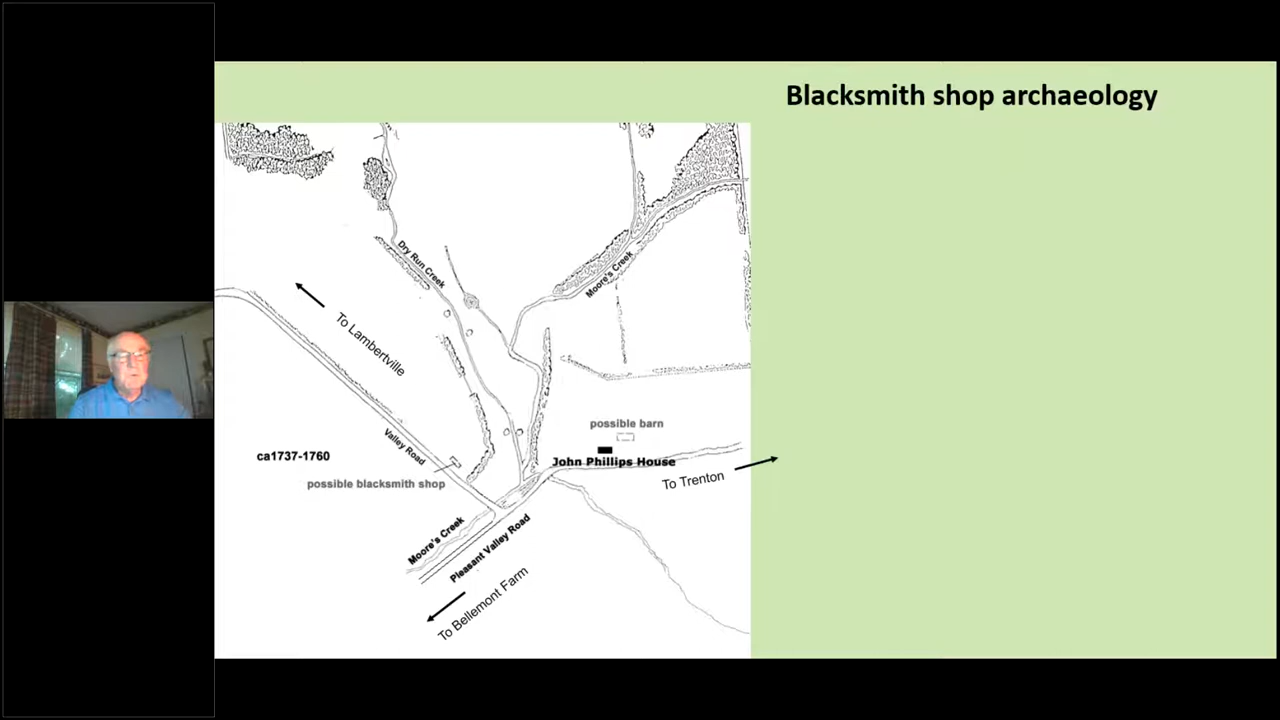 Blacksmith shop archaeology
Dry Run Creek
Moore's Creek
To Lambertville
Valley Road
possible barn
John Phillips House
To Trenton
ca1737-1760
possible blacksmith shop
Moore's Creek
Pleasant Valley Road
To Bellemont Farm